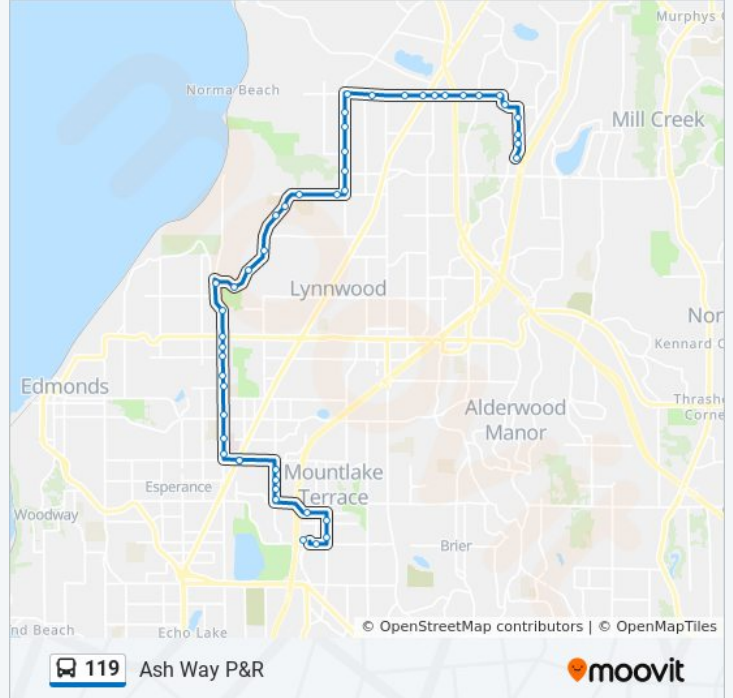 Murphys C
Norma Beach
Mill Creek
Lynnwood
Nor
Kennard C
Edmonds
Thrashe
Corne
Alderwood
Manor
Mountlake
Terrace
Esperance
Woodway
Brier
nd Beach
Echo Lake
© OpenStreetMap contributors | © OpenMapTiles
119 Ash Way P&R
moovit